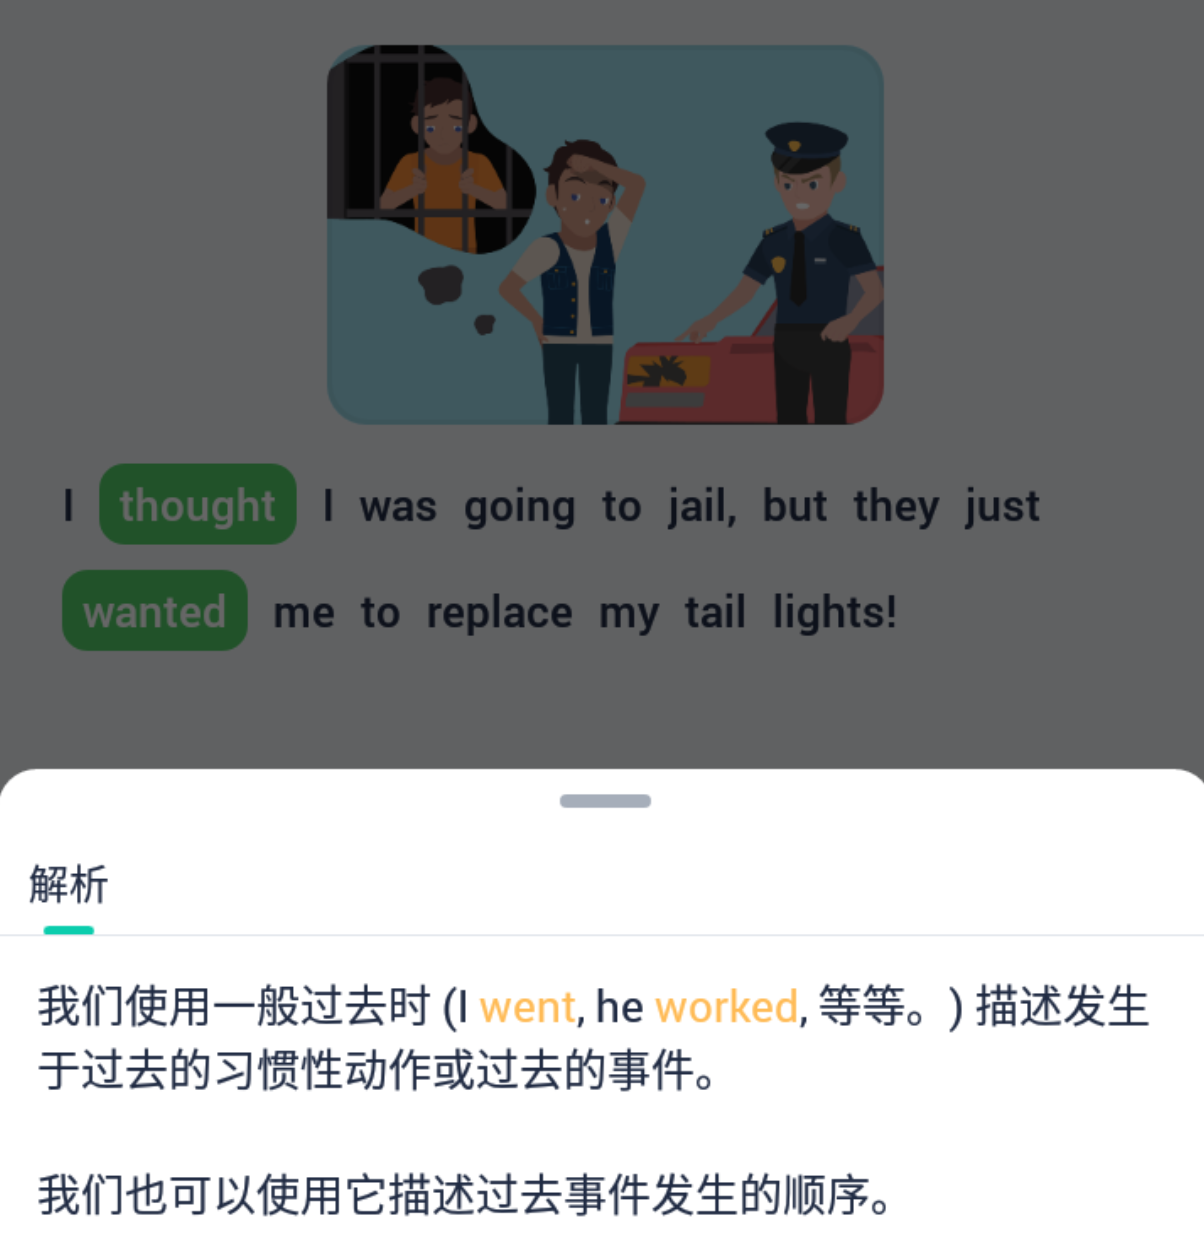 I thought I was going to jail, but they just
wanted me to replace my tail lights!
解析
我们使用一般过去时 (I went, he worked, 等等。) 描述发生
于过去的习惯性动作或过去的事件。
我们也可以使用它描述过去事件发生的顺序。